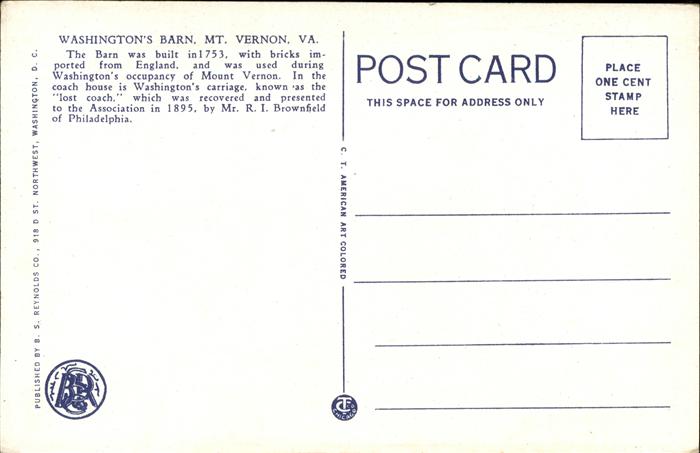 WASHINGTON'S BARN, MT. VERNON, VA.
The Barn was built in1753, with bricks im-
ported from England, and was used during
Washington's occupancy of Mount Vernon. In the
coach house is Washington's carriage, known as the
"lost coach," which was recovered and presented
to the Association in 1895, by Mr. R. I. Brownfield
of Philadelphia.
PUBLISHED BY B. S. REYNOLDS CO., 918 D ST. NORTHWEST, WASHINGTON, D. C.
C. T. AMERICAN ART COLORED
CHICAGO
POST CARD
THIS SPACE FOR ADDRESS ONLY
PLACE
ONE CENT
STAMP
HERE